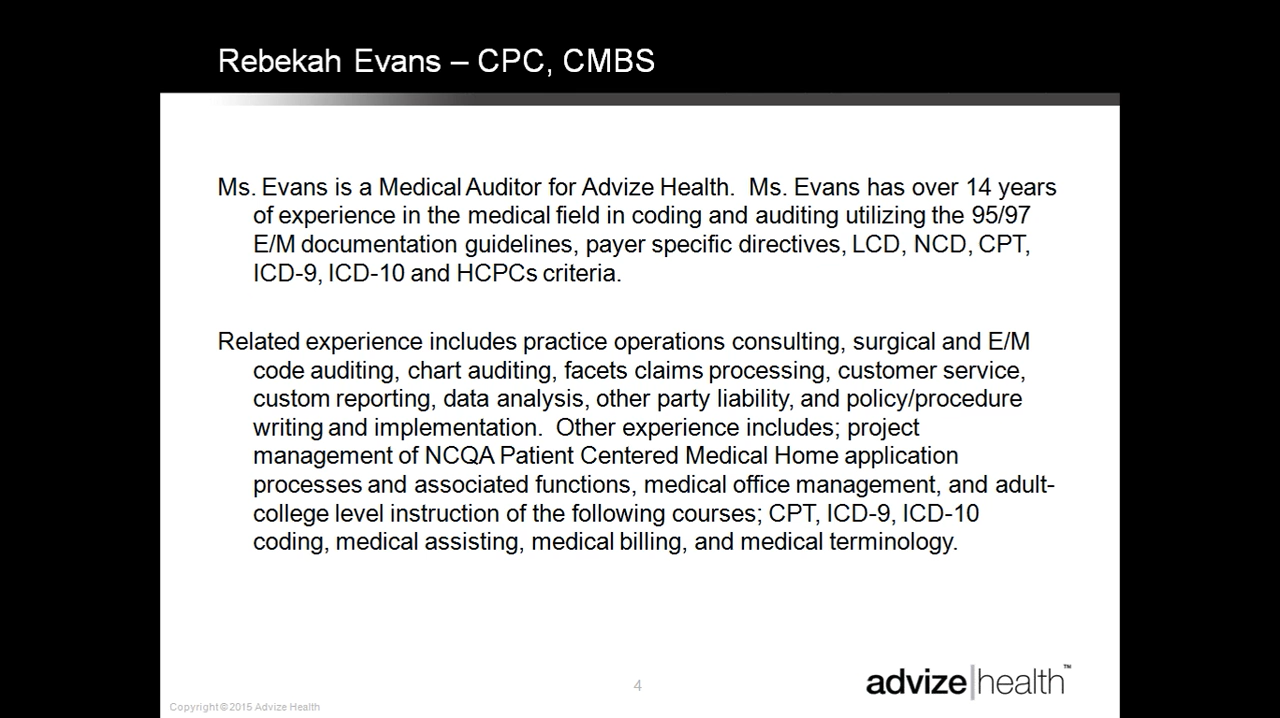 Rebekah Evans – CPC, CMBS
Ms. Evans is a Medical Auditor for Advize Health.  Ms. Evans has over 14 years
of experience in the medical field in coding and auditing utilizing the 95/97
E/M documentation guidelines, payer specific directives, LCD, NCD, CPT,
ICD-9, ICD-10 and HCPCs criteria.
Related experience includes practice operations consulting, surgical and E/M
code auditing, chart auditing, facets claims processing, customer service,
custom reporting, data analysis, other party liability, and policy/procedure
writing and implementation.  Other experience includes; project
management of NCQA Patient Centered Medical Home application
processes and associated functions, medical office management, and adult-
college level instruction of the following courses; CPT, ICD-9, ICD-10
coding, medical assisting, medical billing, and medical terminology.
4
advize|health™
Copyright©2015 Advize Health